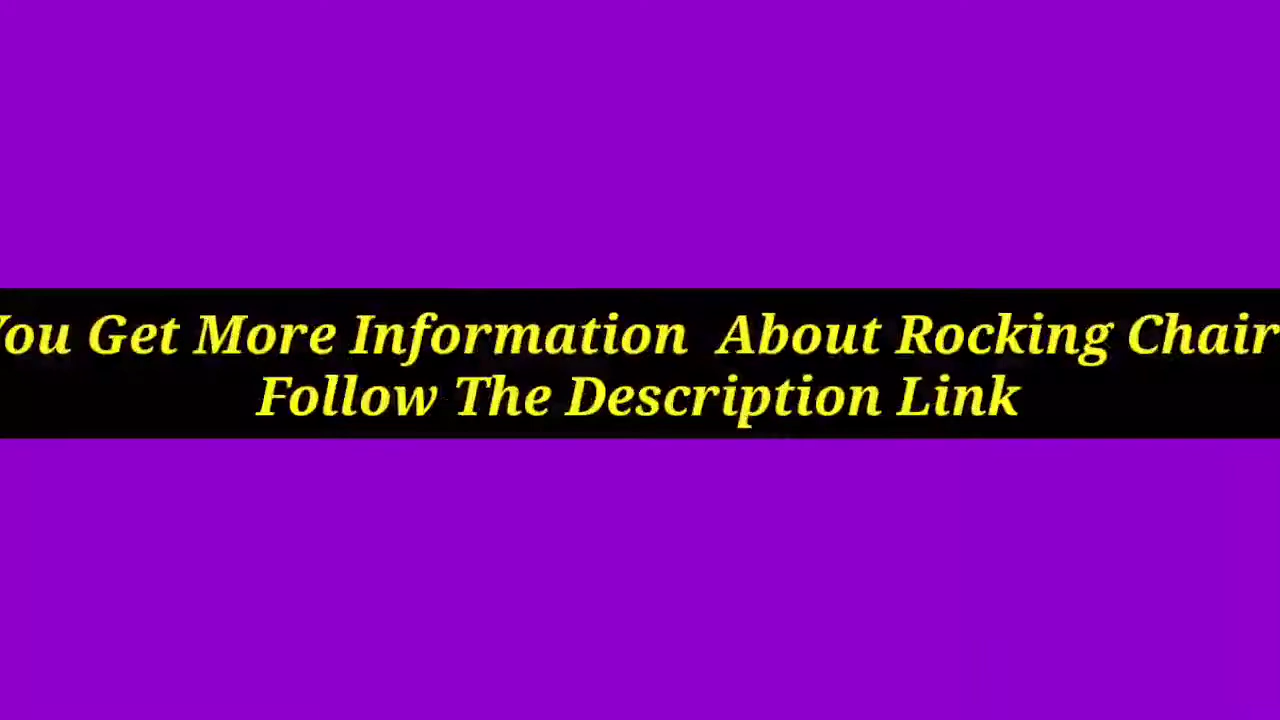 You Get More Information About Rocking Chair
Follow The Description Link